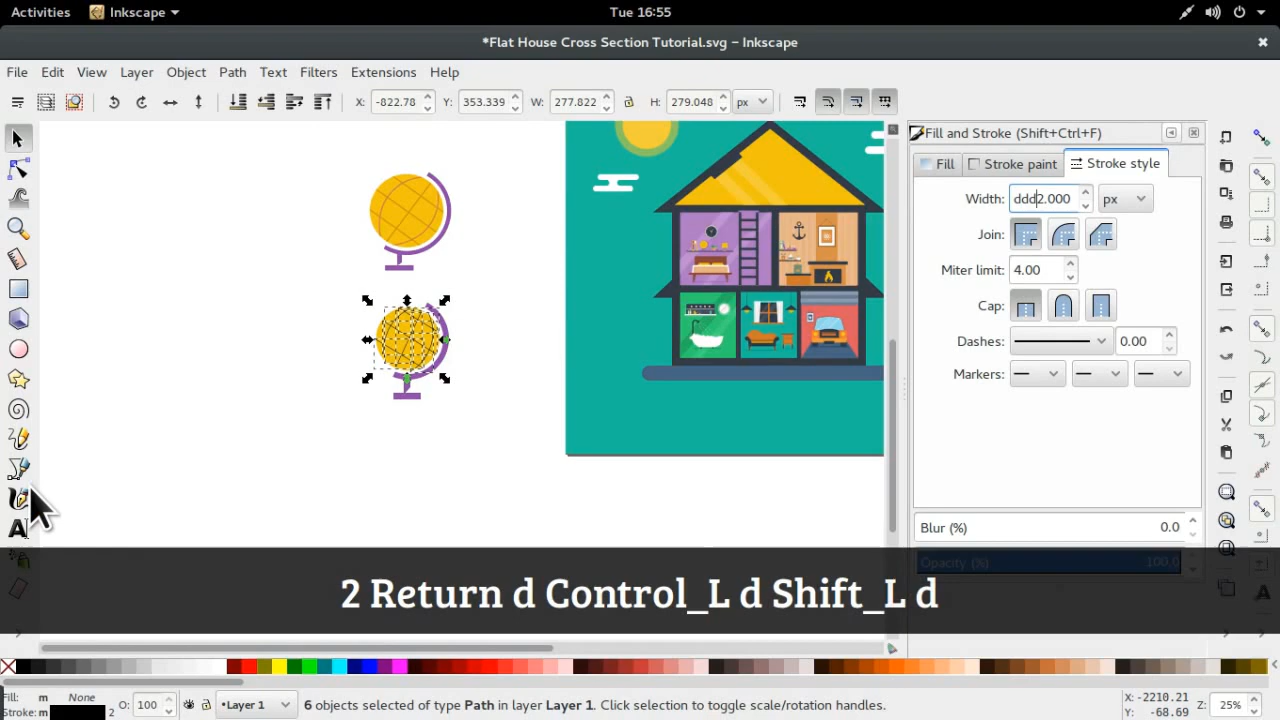 Activities Inkscape Tue 16:55
*Flat House Cross Section Tutorial.svg – Inkscape
File Edit View Layer Object Path Text Filters Extensions Help
X: -822.78 Y: 353.339 W: 277.822 H: 279.048 px
Fill and Stroke (Shift+Ctrl+F)
Fill Stroke paint Stroke style
Width: ddd2.000 px
Join:
Miter limit: 4.00
Cap:
Dashes: 0.00
Markers:
Blur (%) 0.0
Opacity (%) 100.0
2 Return d Control_L d Shift_L d
Fill: m None O: 100 •Layer 1 6 objects selected of type Path in layer Layer 1. Click selection to toggle scale/rotation handles. X: -2210.21 Z: 25%
Stroke: m 2 Y: -68.69